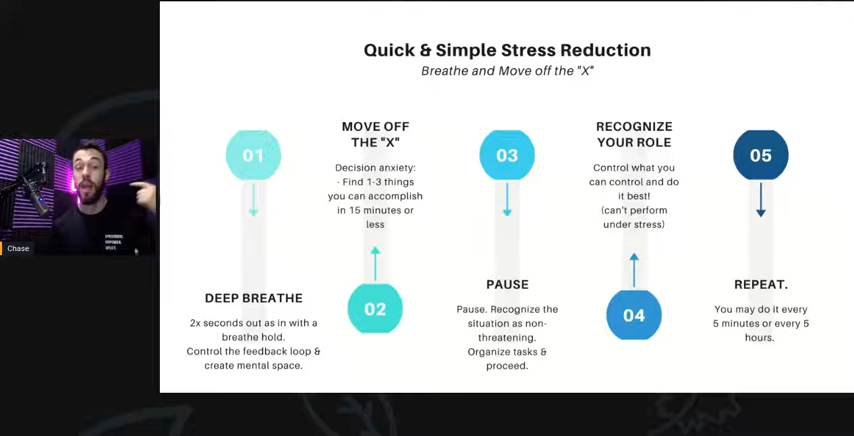 Quick & Simple Stress Reduction
Breathe and Move off the "X"
01
DEEP BREATHE
2x seconds out as in with a
breathe hold.
Control the feedback loop &
create mental space.
MOVE OFF
THE "X"
Decision anxiety:
- Find 1-3 things
you can accomplish
in 15 minutes or
less
02
03
PAUSE
Pause. Recognize the
situation as non-
threatening.
Organize tasks &
proceed.
RECOGNIZE
YOUR ROLE
Control what you
can control and do
it best!
(can't perform
under stress)
04
05
REPEAT.
You may do it every
5 minutes or every 5
hours.
Chase